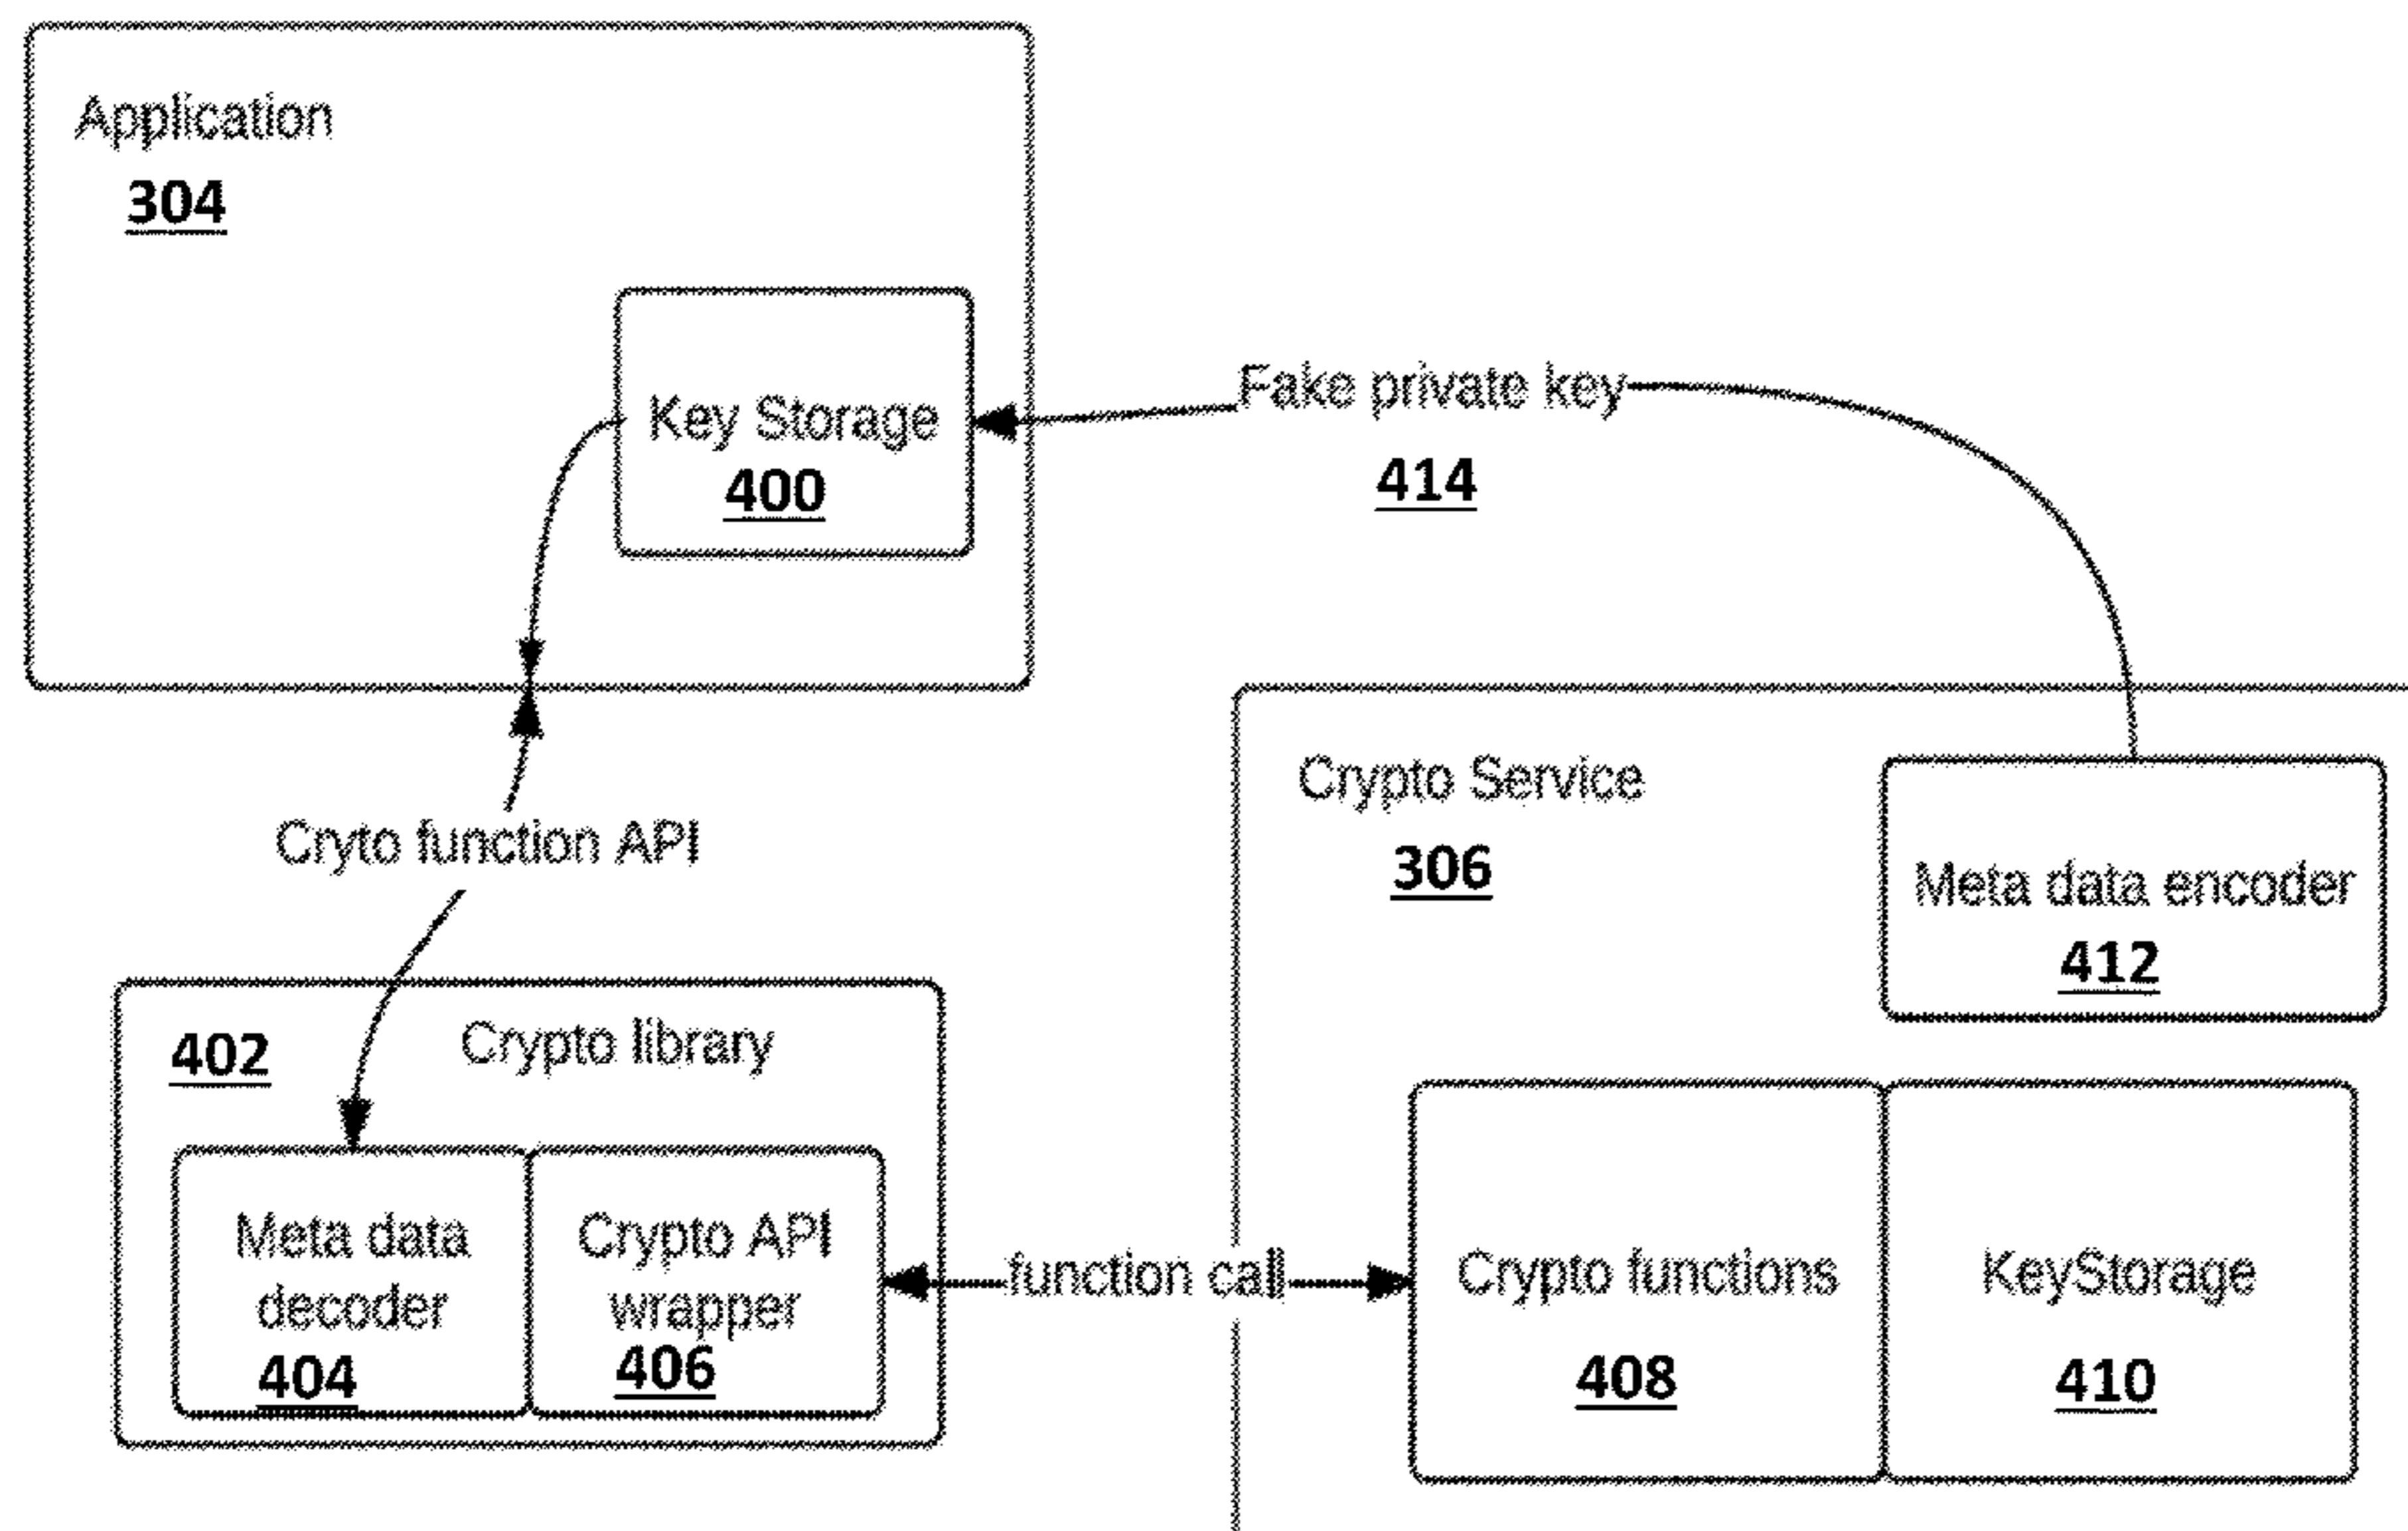 Application
304
Key Storage
400
Fake private key
414
Cryto function API
Crypto Service
306
Meta data encoder
412
402
Crypto library
Meta data
decoder
404
Crypto API
wrapper
406
function call
Crypto functions
408
KeyStorage
410